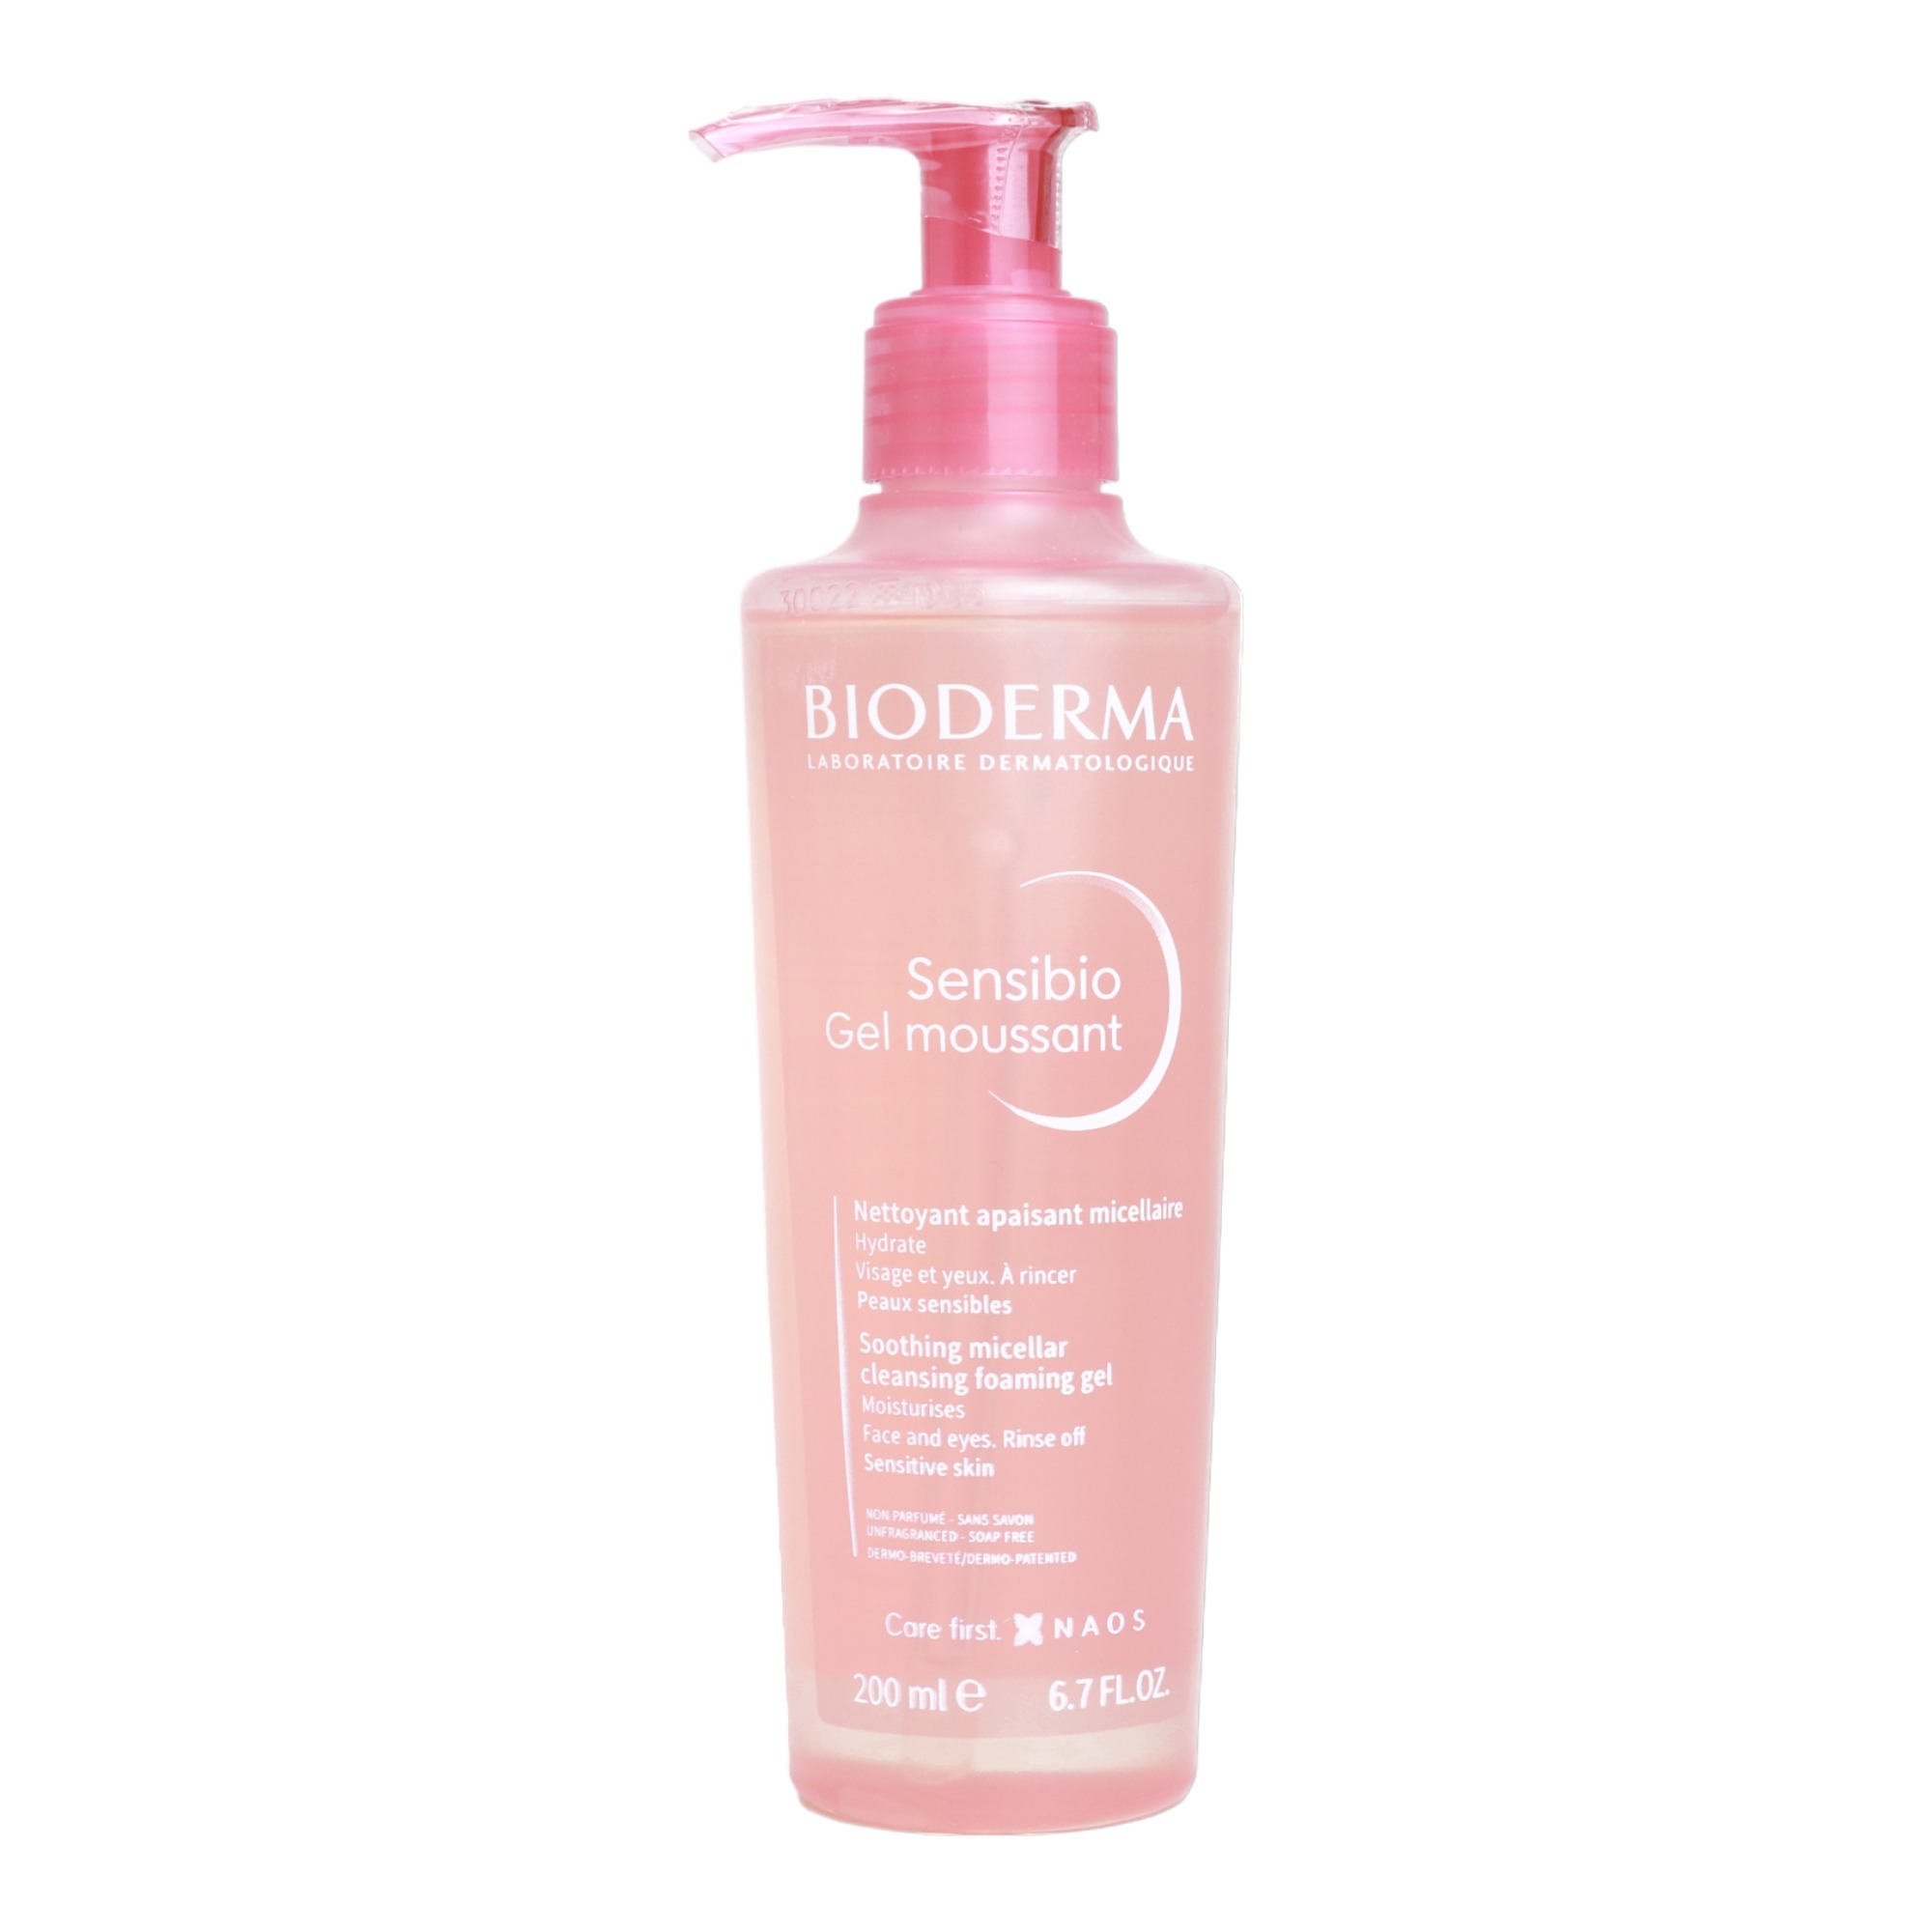 BIODERMA
LABORATOIRE DERMATOLOGIQUE
Sensibio
Gel moussant
Nettoyant apaisant micellaire
Hydrate
Visage et yeux. À rincer
Peaux sensibles
Soothing micellar
cleansing foaming gel
Moisturises
Face and eyes. Rinse off
Sensitive skin
NON PARFUMÉ - SANS SAVON
UNFRAGRANCED - SOAP FREE
DERMO-BREVETÉ/DERMO-PATENTED
Care first. NAOS
200 ml e 6.7 FL.OZ.